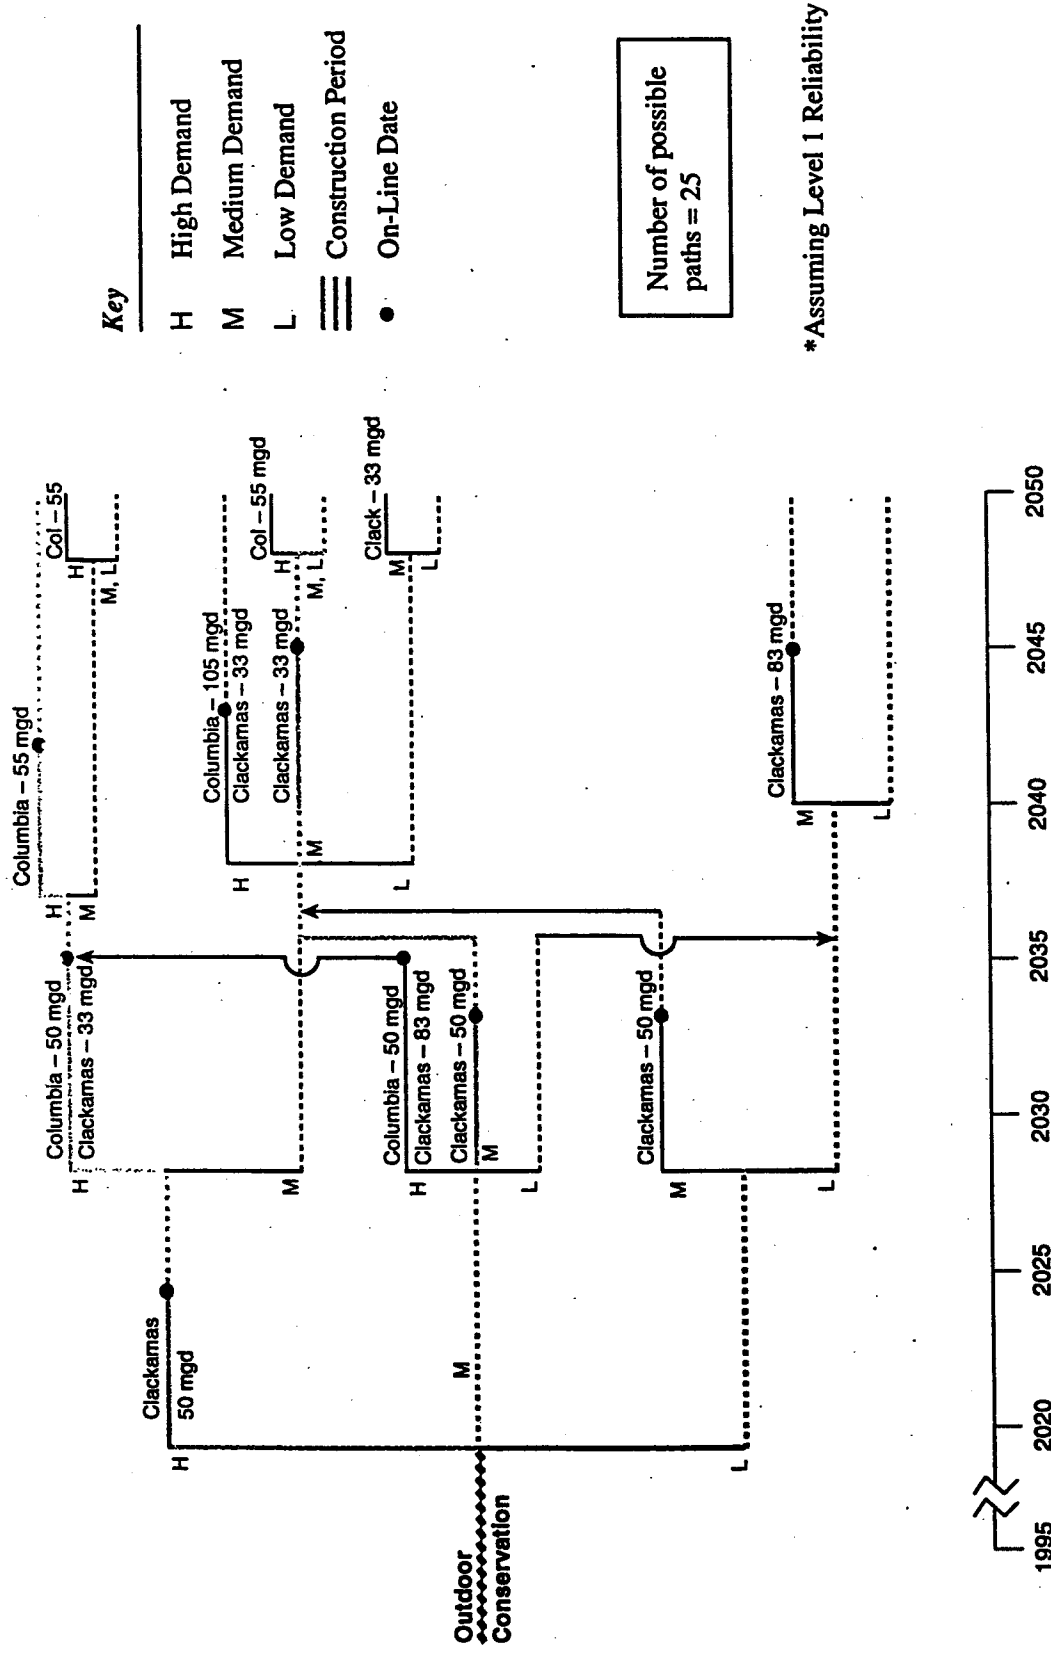 Key
H High Demand
M Medium Demand
L Low Demand
Construction Period
On-Line Date
Number of possible
paths = 25
*Assuming Level 1 Reliability
Outdoor
Conservation
H
M
L
Clackamas
50 mgd
H
M
Columbia – 50 mgd
Clackamas – 33 mgd
H
M
Columbia – 55 mgd
H
M, L
Col – 55
H
M
L
Columbia – 50 mgd
Clackamas – 83 mgd
Clackamas – 50 mgd
H
M
L
Columbia – 105 mgd
Clackamas – 33 mgd
Clackamas – 33 mgd
H
M, L
Col – 55 mgd
M
L
Clack – 33 mgd
M
L
Clackamas – 50 mgd
M
L
Clackamas – 83 mgd
1995
2020
2025
2030
2035
2040
2045
2050